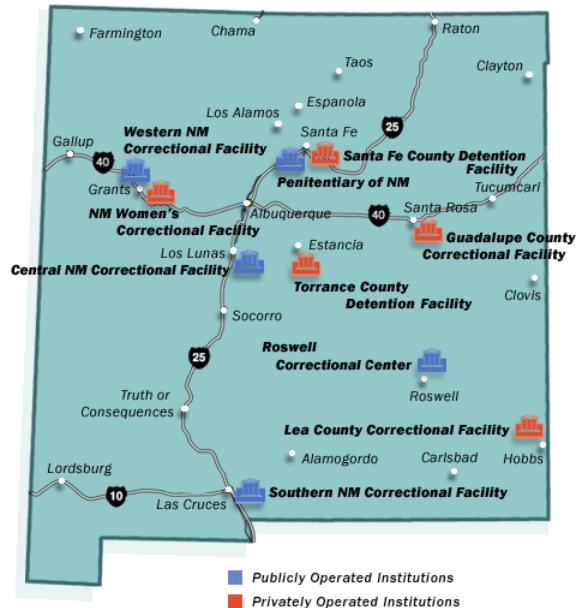 Farmington
Chama
Raton
Taos
Clayton
Espanola
Los Alamos
25
Western NM
Correctional Facility
Santa Fe
Gallup
40
Santa Fe County Detention
Facility
Penitentiary of NM
Grants
Tucumcari
NM Women's
Correctional Facility
Albuquerque
40
Santa Rosa
Guadalupe County
Correctional Facility
Los Lunas
Estancia
Central NM Correctional Facility
Torrance County
Detention Facility
Clovis
Socorro
Roswell
Correctional Center
25
Roswell
Truth or
Consequences
Lea County Correctional Facility
Alamogordo
Carlsbad
Hobbs
Lordsburg
10
Las Cruces
Southern NM Correctional Facility
Publicly Operated Institutions
Privately Operated Institutions